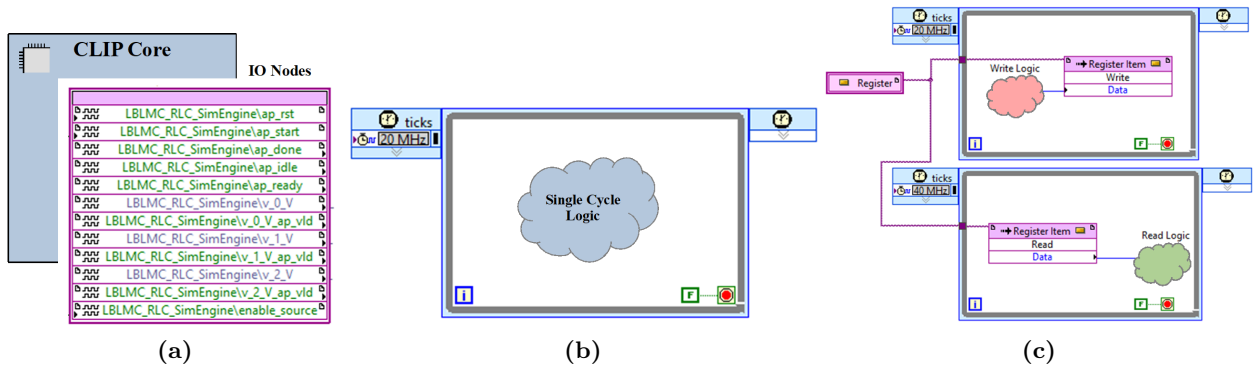 CLIP Core
IO Nodes
LBLMC_RLC_SimEngine\ap_rst
LBLMC_RLC_SimEngine\ap_start
LBLMC_RLC_SimEngine\ap_done
LBLMC_RLC_SimEngine\ap_idle
LBLMC_RLC_SimEngine\ap_ready
LBLMC_RLC_SimEngine\v_0_V
LBLMC_RLC_SimEngine\v_0_V_ap_vld
LBLMC_RLC_SimEngine\v_1_V
LBLMC_RLC_SimEngine\v_1_V_ap_vld
LBLMC_RLC_SimEngine\v_2_V
LBLMC_RLC_SimEngine\v_2_V_ap_vld
LBLMC_RLC_SimEngine\enable_source
(a)
ticks
20 MHz
Single Cycle
Logic
i
F
(b)
ticks
20 MHz
Register
Write Logic
Register Item
Write
Data
i
F
ticks
40 MHz
Register Item
Read
Data
Read Logic
i
F
(c)